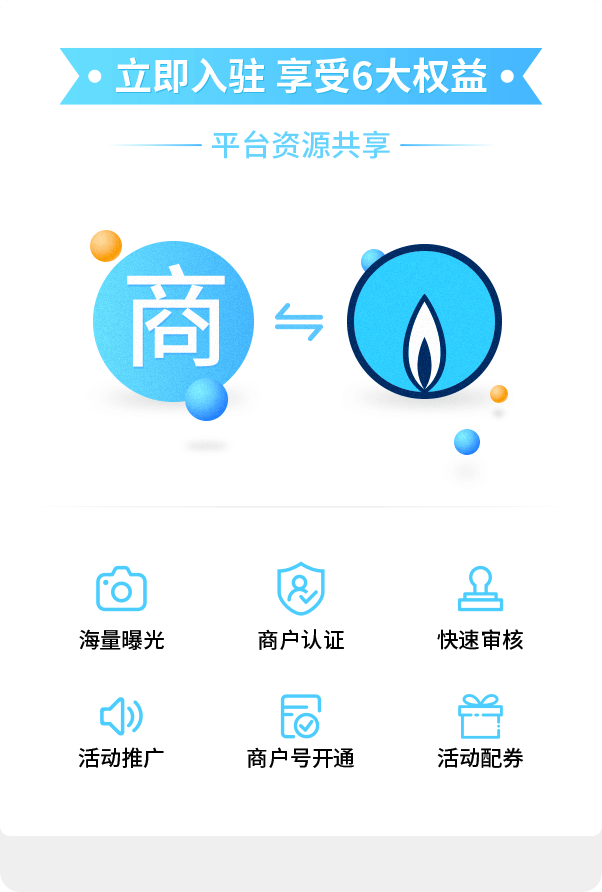 立即入驻 享受6大权益
平台资源共享
商
海量曝光 商户认证 快速审核
活动推广 商户号开通 活动配券